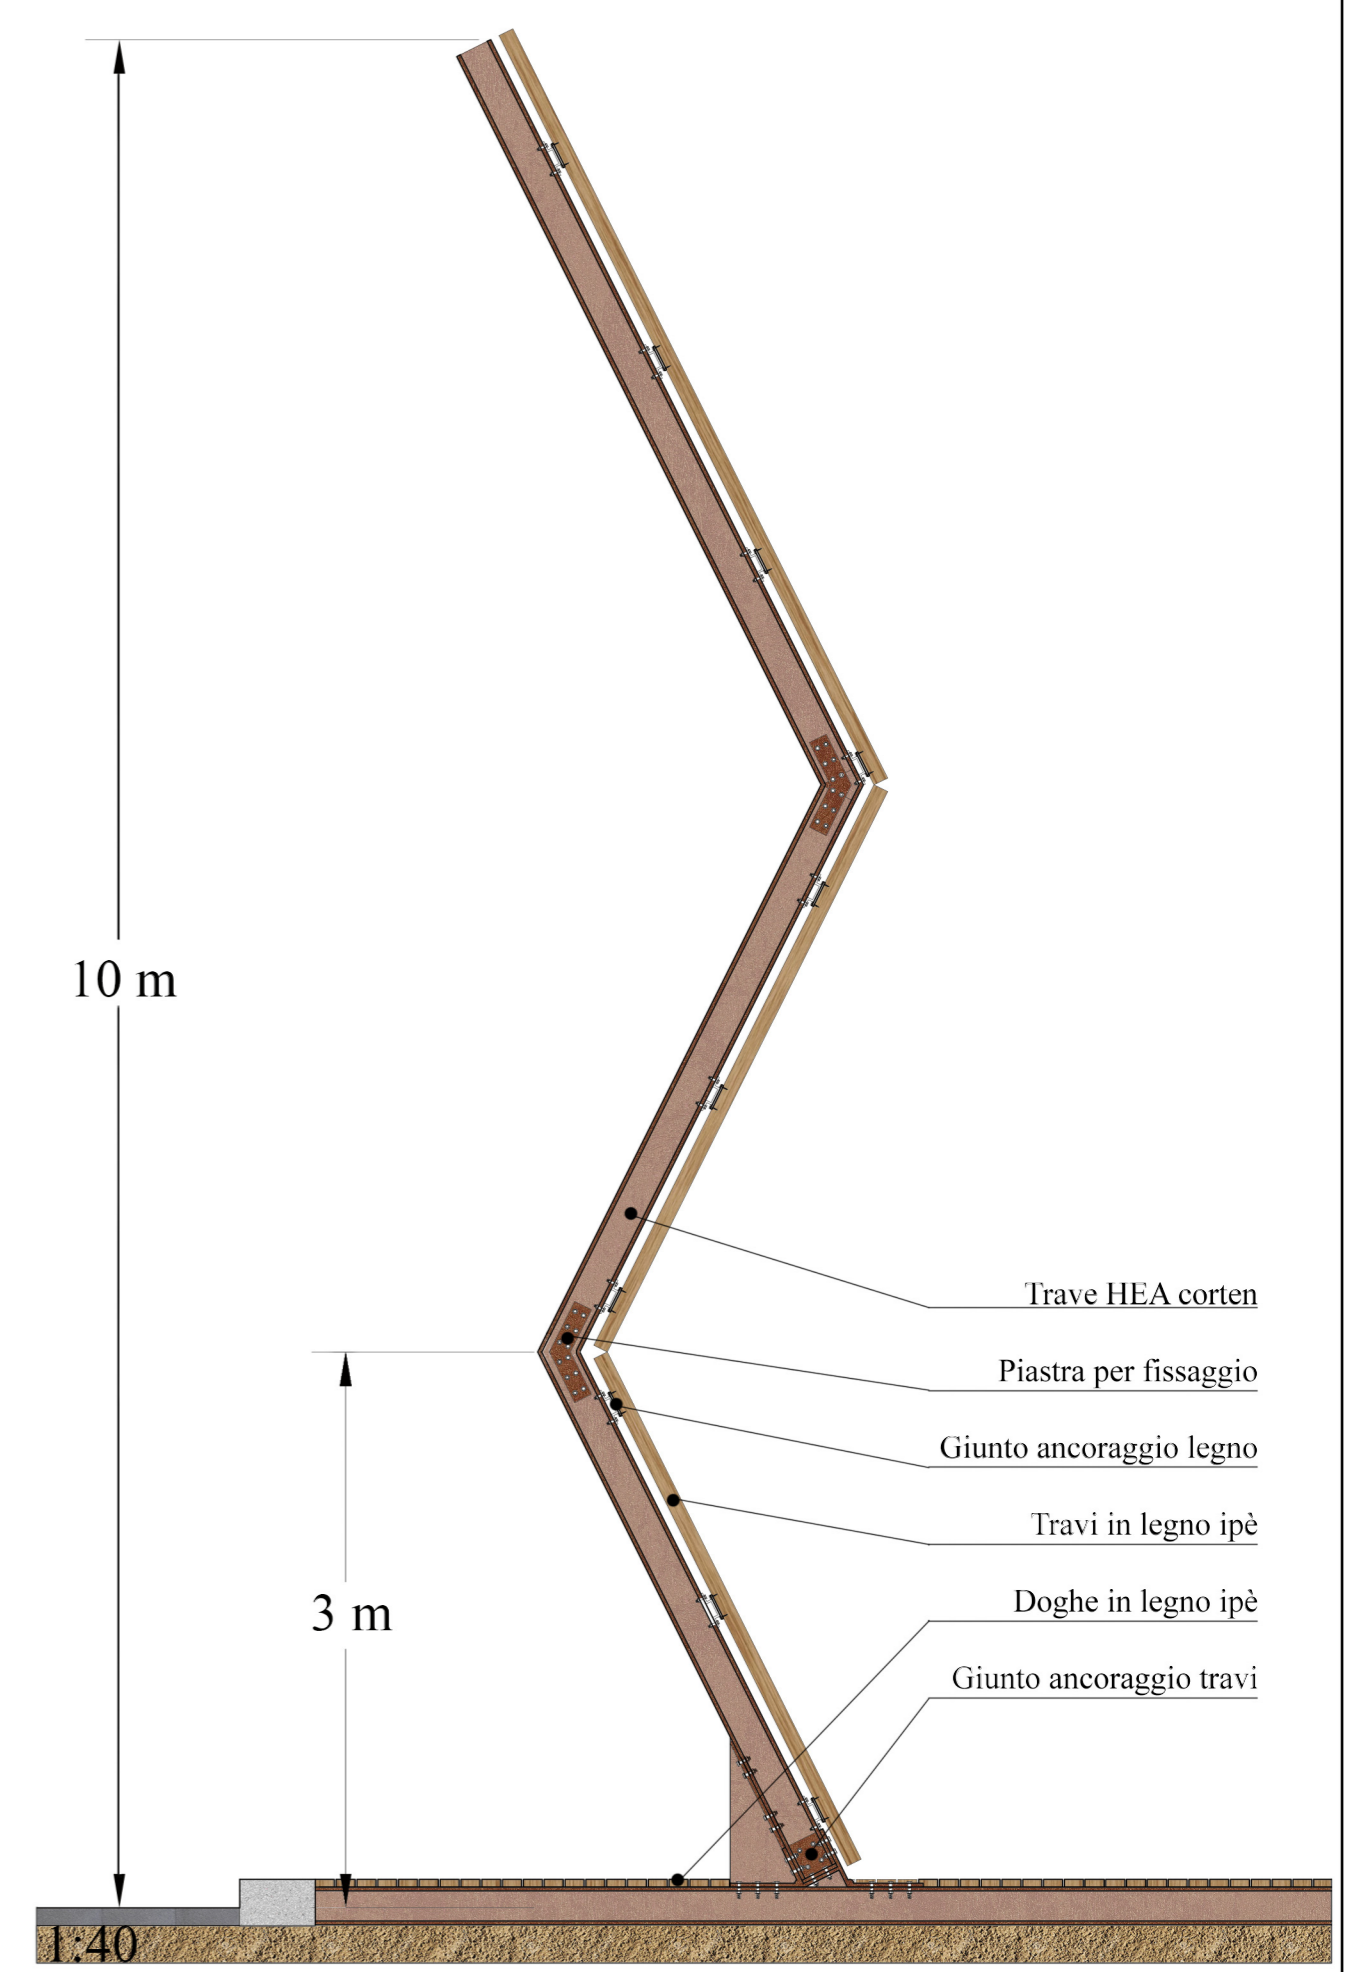 10 m
Trave HEA corten
Piastra per fissaggio
Giunto ancoraggio legno
Travi in legno ipè
Doghe in legno ipè
3 m
Giunto ancoraggio travi
1:40